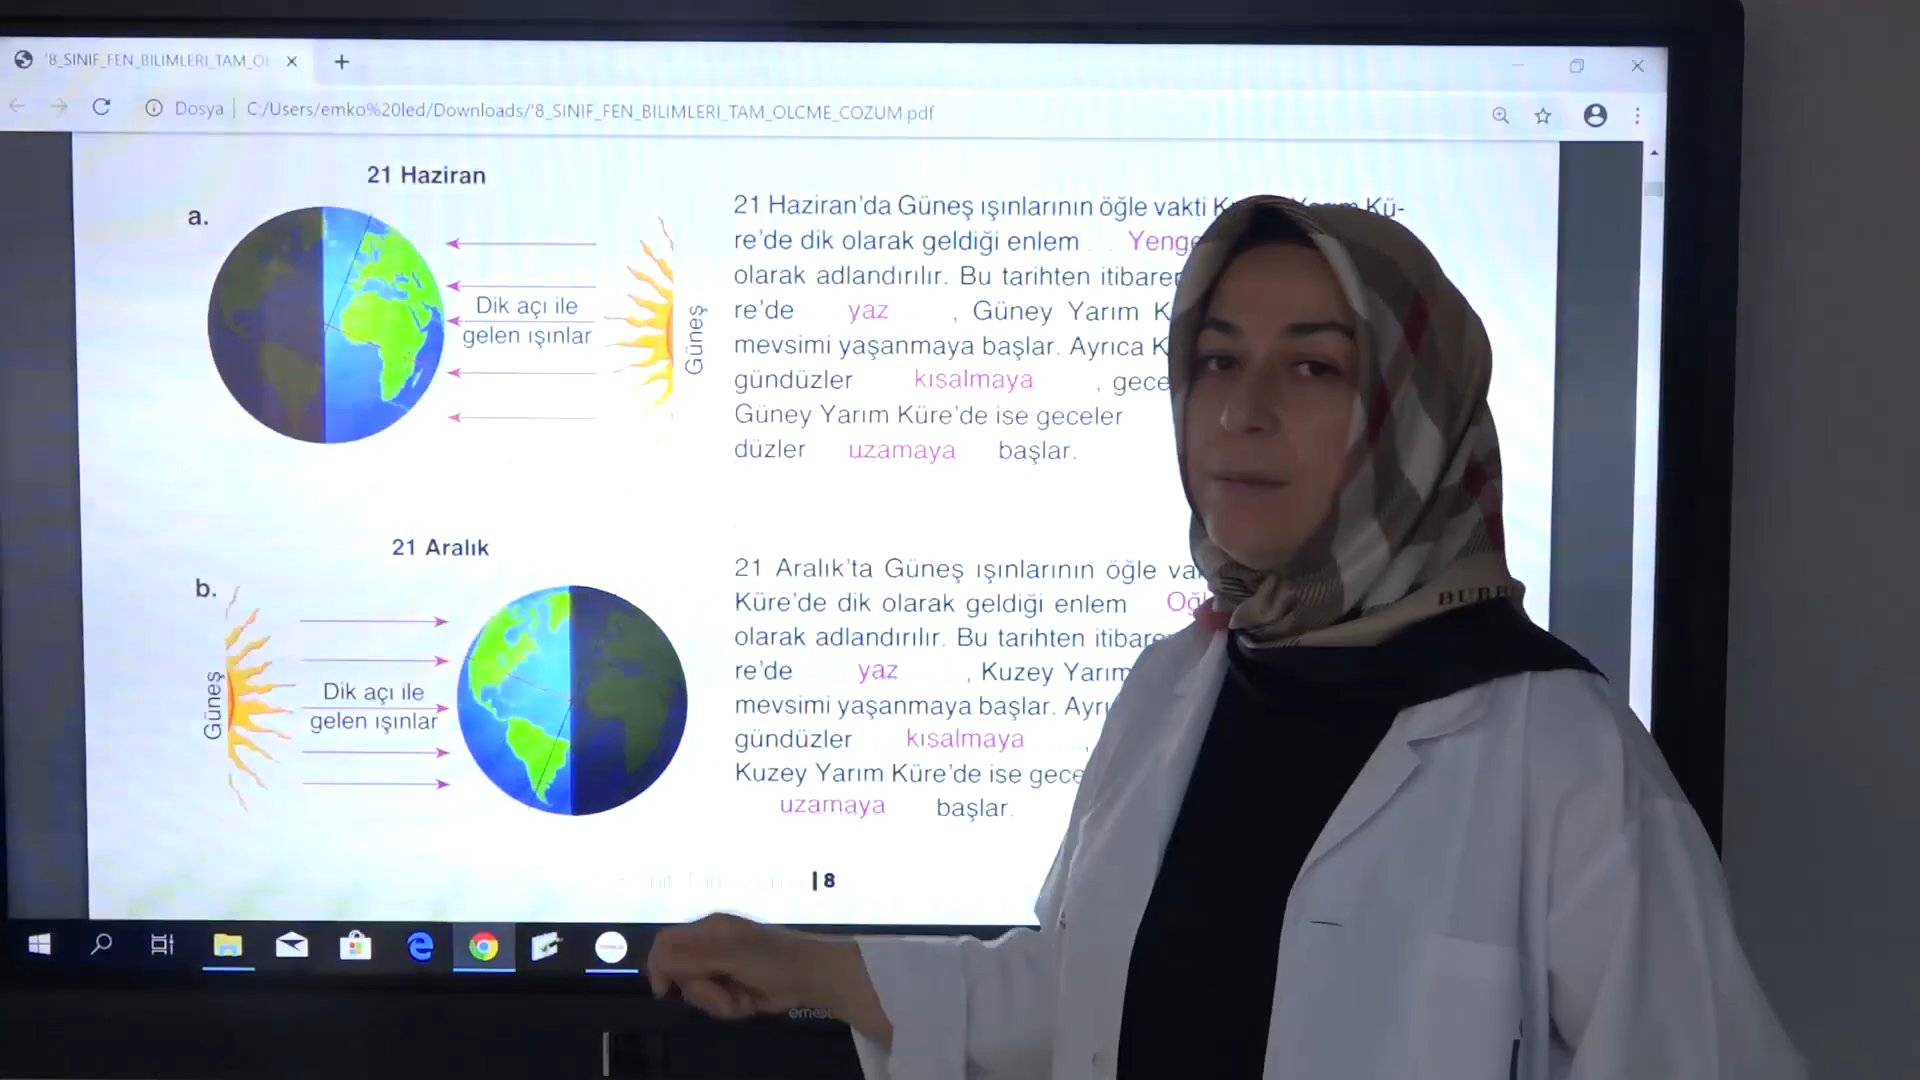 '8_SINIF_FEN_BILIMLERI_TAM_OL
Dosya | C:/Users/emko%20led/Downloads/'8_SINIF_FEN_BILIMLERI_TAM_OLCME_COZUM.pdf
21 Haziran
a.
Dik açı ile
gelen ışınlar
Güneş
21 Haziran'da Güneş ışınlarının öğle vakti Kü-
re'de dik olarak geldiği enlem
olarak adlandırılır. Bu tarihten
re'de yaz , Güney Yarım
mevsimi yaşanmaya başlar. Ayrıca
gündüzler kısalmaya ,
Güney Yarım Küre'de ise geceler
düzler uzamaya başlar.
21 Aralık
b.
Güneş
Dik açı ile
gelen ışınlar
21 Aralık'ta Güneş ışınlarının öğle
Küre'de dik olarak geldiği enlem
olarak adlandırılır. Bu tarihten
re'de yaz , Kuzey Yarım
mevsimi yaşanmaya başlar.
gündüzler kısalmaya ,
Kuzey Yarım Küre'de ise
uzamaya başlar.
| 8